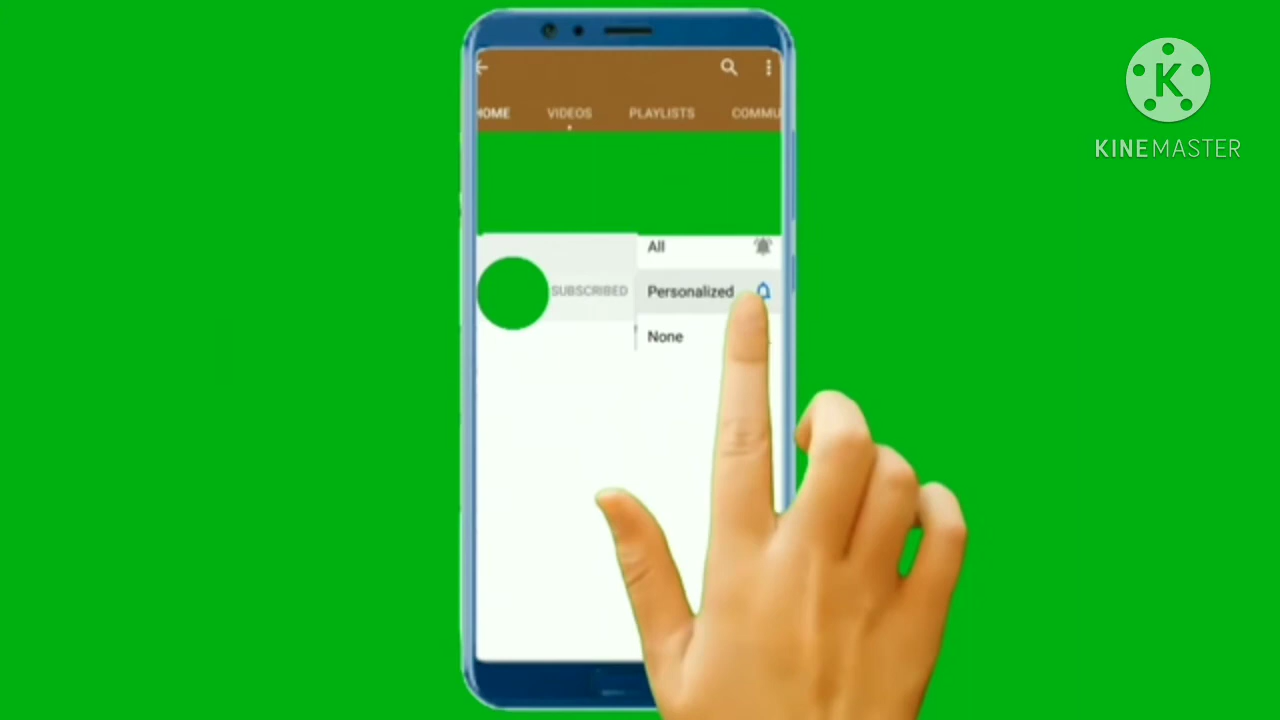 HOME VIDEOS PLAYLISTS COMMU
All
SUBSCRIBED
Personalized
None
K
KINEMASTER